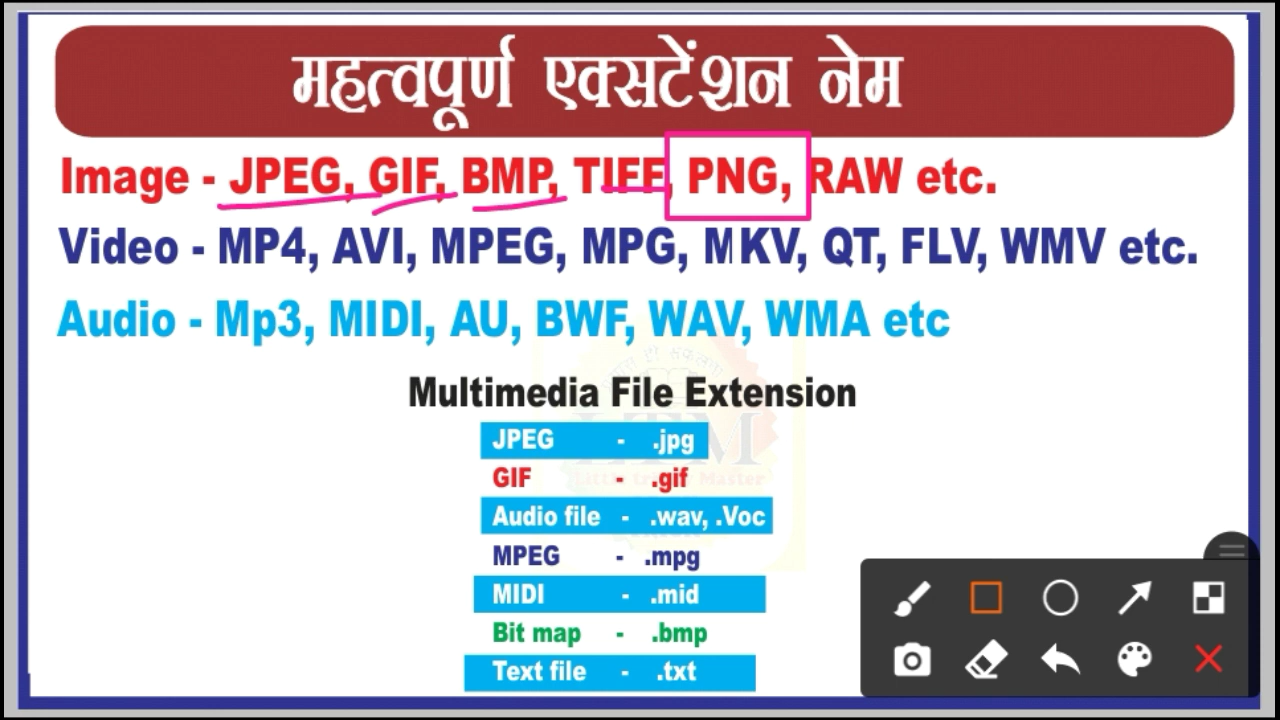 महत्वपूर्ण एक्सटेंशन नेम
Image - JPEG, GIF, BMP, TIFF, PNG, RAW etc.
Video - MP4, AVI, MPEG, MPG, MKV, QT, FLV, WMV etc.
Audio - Mp3, MIDI, AU, BWF, WAV, WMA etc
Multimedia File Extension
JPEG - .jpg
GIF - .gif
Audio file - .wav, .Voc
MPEG - .mpg
MIDI - .mid
Bit map - .bmp
Text file - .txt